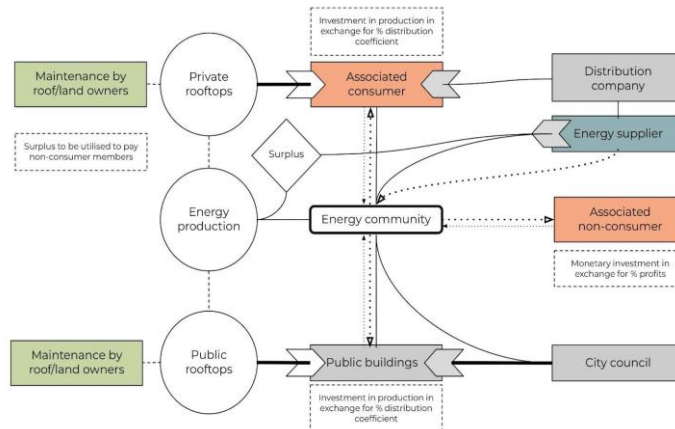 Investment in production in
exchange for % distribution
coefficient
Maintenance by
roof/land owners
Private
rooftops
Associated
consumer
Distribution
company
Surplus to be utilised to pay
non-consumer members
Surplus
Energy supplier
Energy
production
Energy community
Associated
non-consumer
Monetary investment in
exchange for % profits
Maintenance by
roof/land owners
Public
rooftops
Public buildings
City council
Investment in production in
exchange for % distribution
coefficient